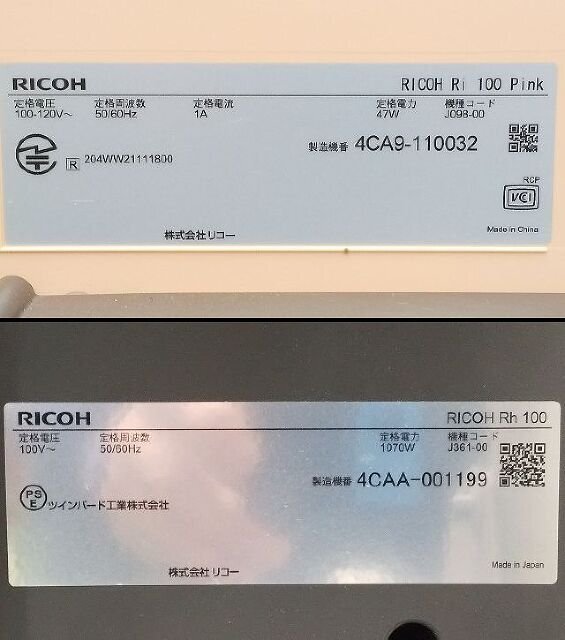 RICOH
RICOH Ri 100 Pink
定格電圧 定格周波数 定格電流 定格電力 機種コード
100-120V~ 50/60Hz 1A 47W J098-00
製造機番 4CA9-110032
R 204WW21111800
RCP
VCI
株式会社リコー
Made in China
RICOH
RICOH Rh 100
定格電圧 定格周波数 定格電力 機種コード
100V~ 50/60Hz 1070W J361-00
製造機番 4CAA-001199
PS
E
ツインバード工業株式会社
株式会社リコー
Made in Japan